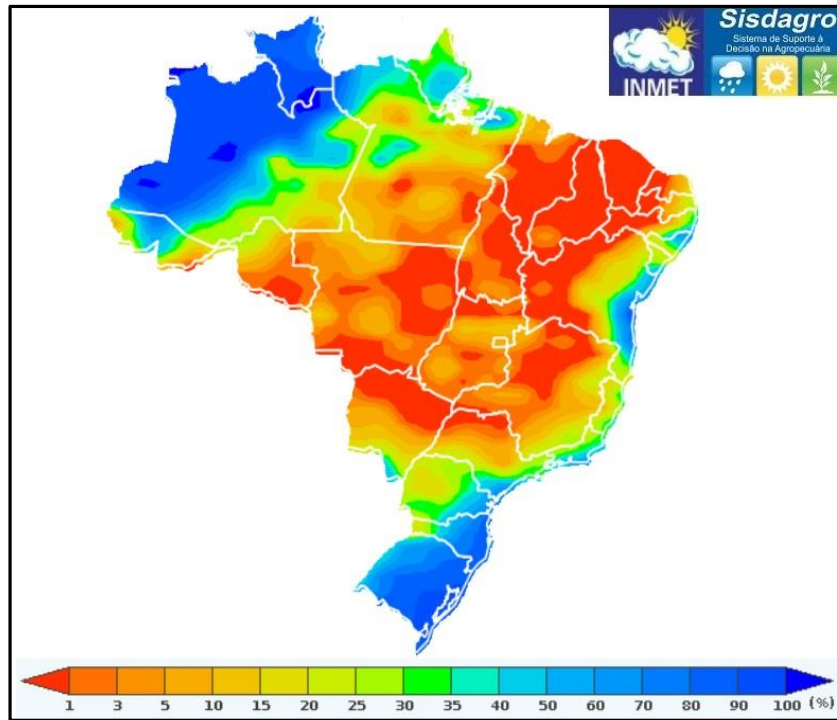 Sisdagro
Sistema de Suporte à
Decisão na Agropecuária
INMET
1 3 5 10 15 20 25 30 35 40 50 60 70 80 90 100 (%)